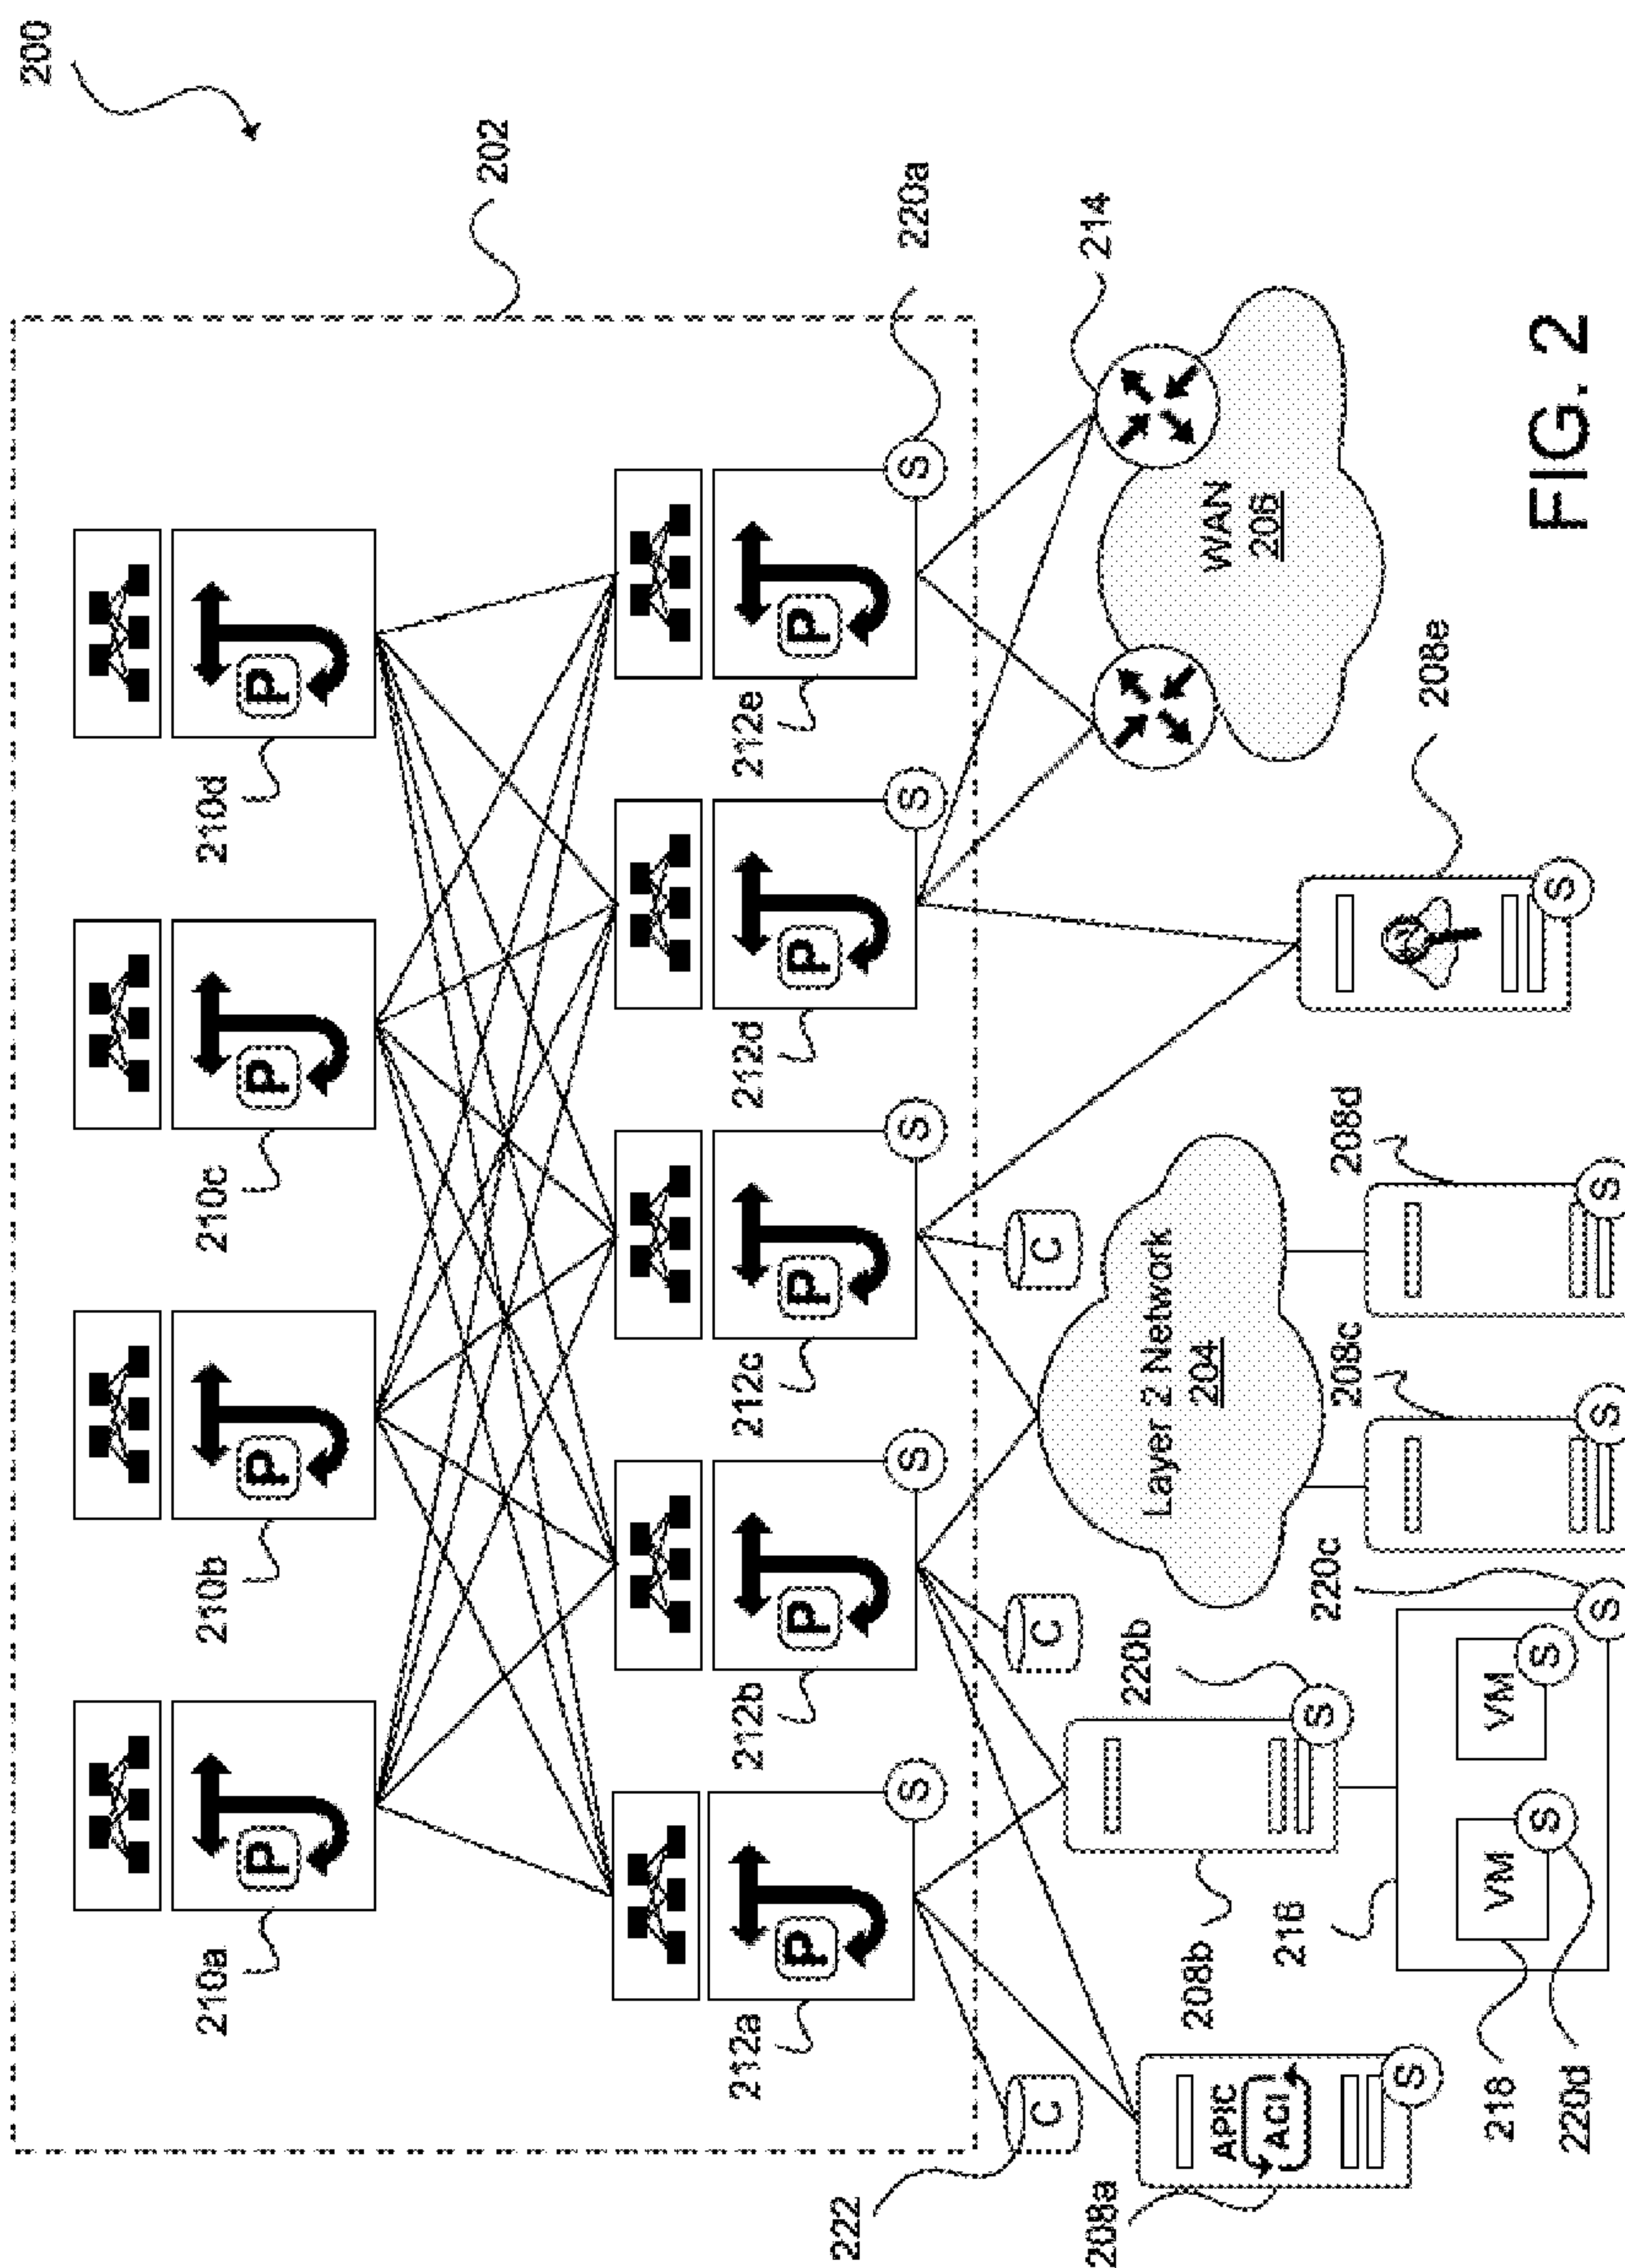 200
202
P
210a
P
210b
P
210c
P
210d
P
S
212a
P
S
212b
P
S
212c
P
S
212d
P
S
212e
220a
222
C
C
C
214
APIC
ACI
S
208a
S
208b
220b
Layer 2 Network
204
WAN
206
216
VM
S
VM
S
S
218
220d
220c
S
208c
S
208d
S
208e
FIG. 2